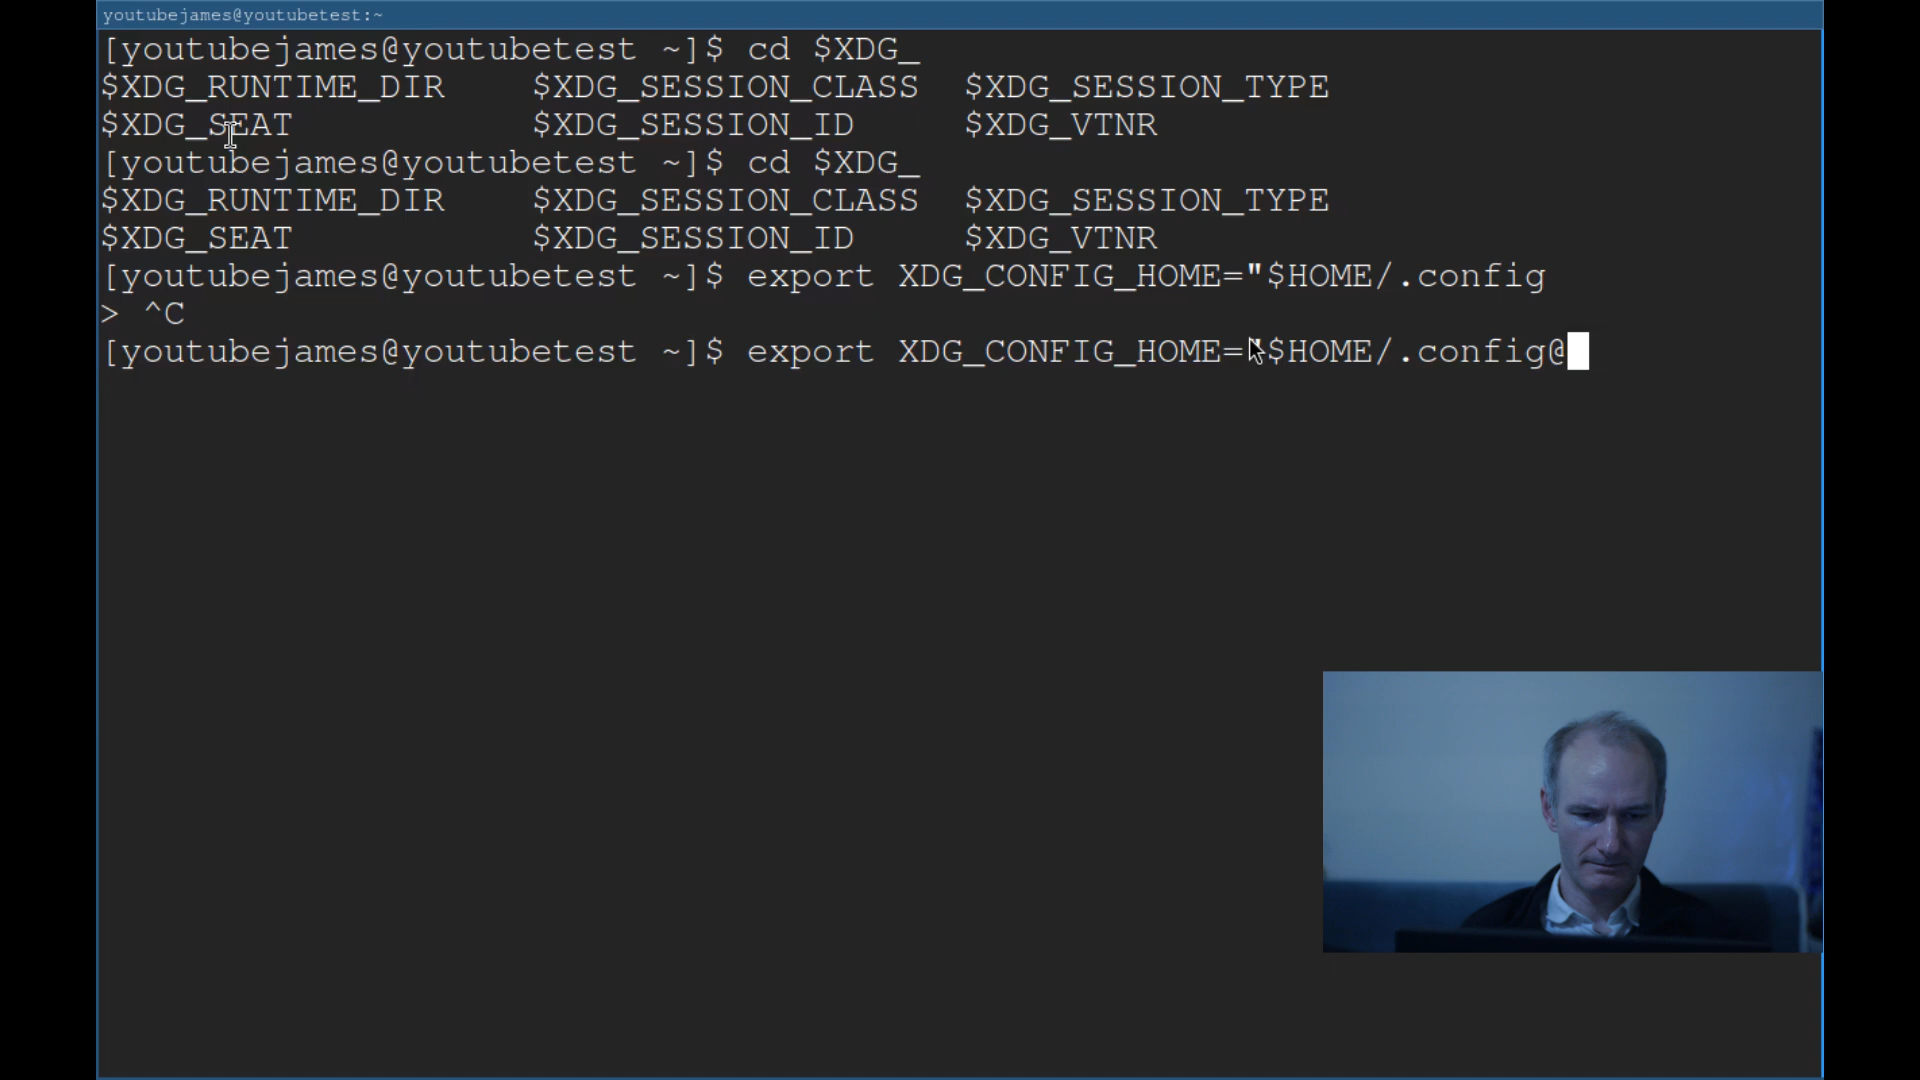 youtubejames@youtubetest:~
[youtubejames@youtubetest ~]$ cd $XDG_
$XDG_RUNTIME_DIR $XDG_SESSION_CLASS $XDG_SESSION_TYPE
$XDG_SEAT $XDG_SESSION_ID $XDG_VTNR
[youtubejames@youtubetest ~]$ cd $XDG_
$XDG_RUNTIME_DIR $XDG_SESSION_CLASS $XDG_SESSION_TYPE
$XDG_SEAT $XDG_SESSION_ID $XDG_VTNR
[youtubejames@youtubetest ~]$ export XDG_CONFIG_HOME="$HOME/.config
> ^C
[youtubejames@youtubetest ~]$ export XDG_CONFIG_HOME="$HOME/.config@